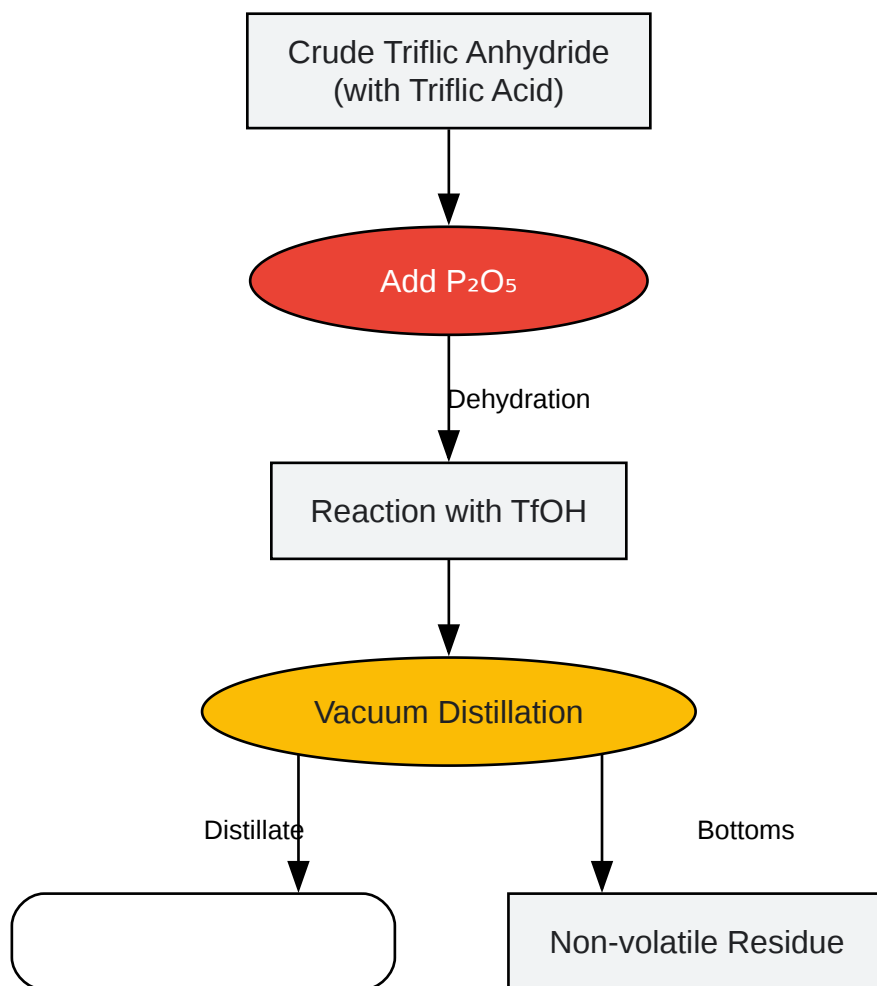 Crude Triflic Anhydride
(with Triflic Acid)
Add P₂O₅
Dehydration
Reaction with TfOH
Vacuum Distillation
Distillate
Bottoms
Non-volatile Residue